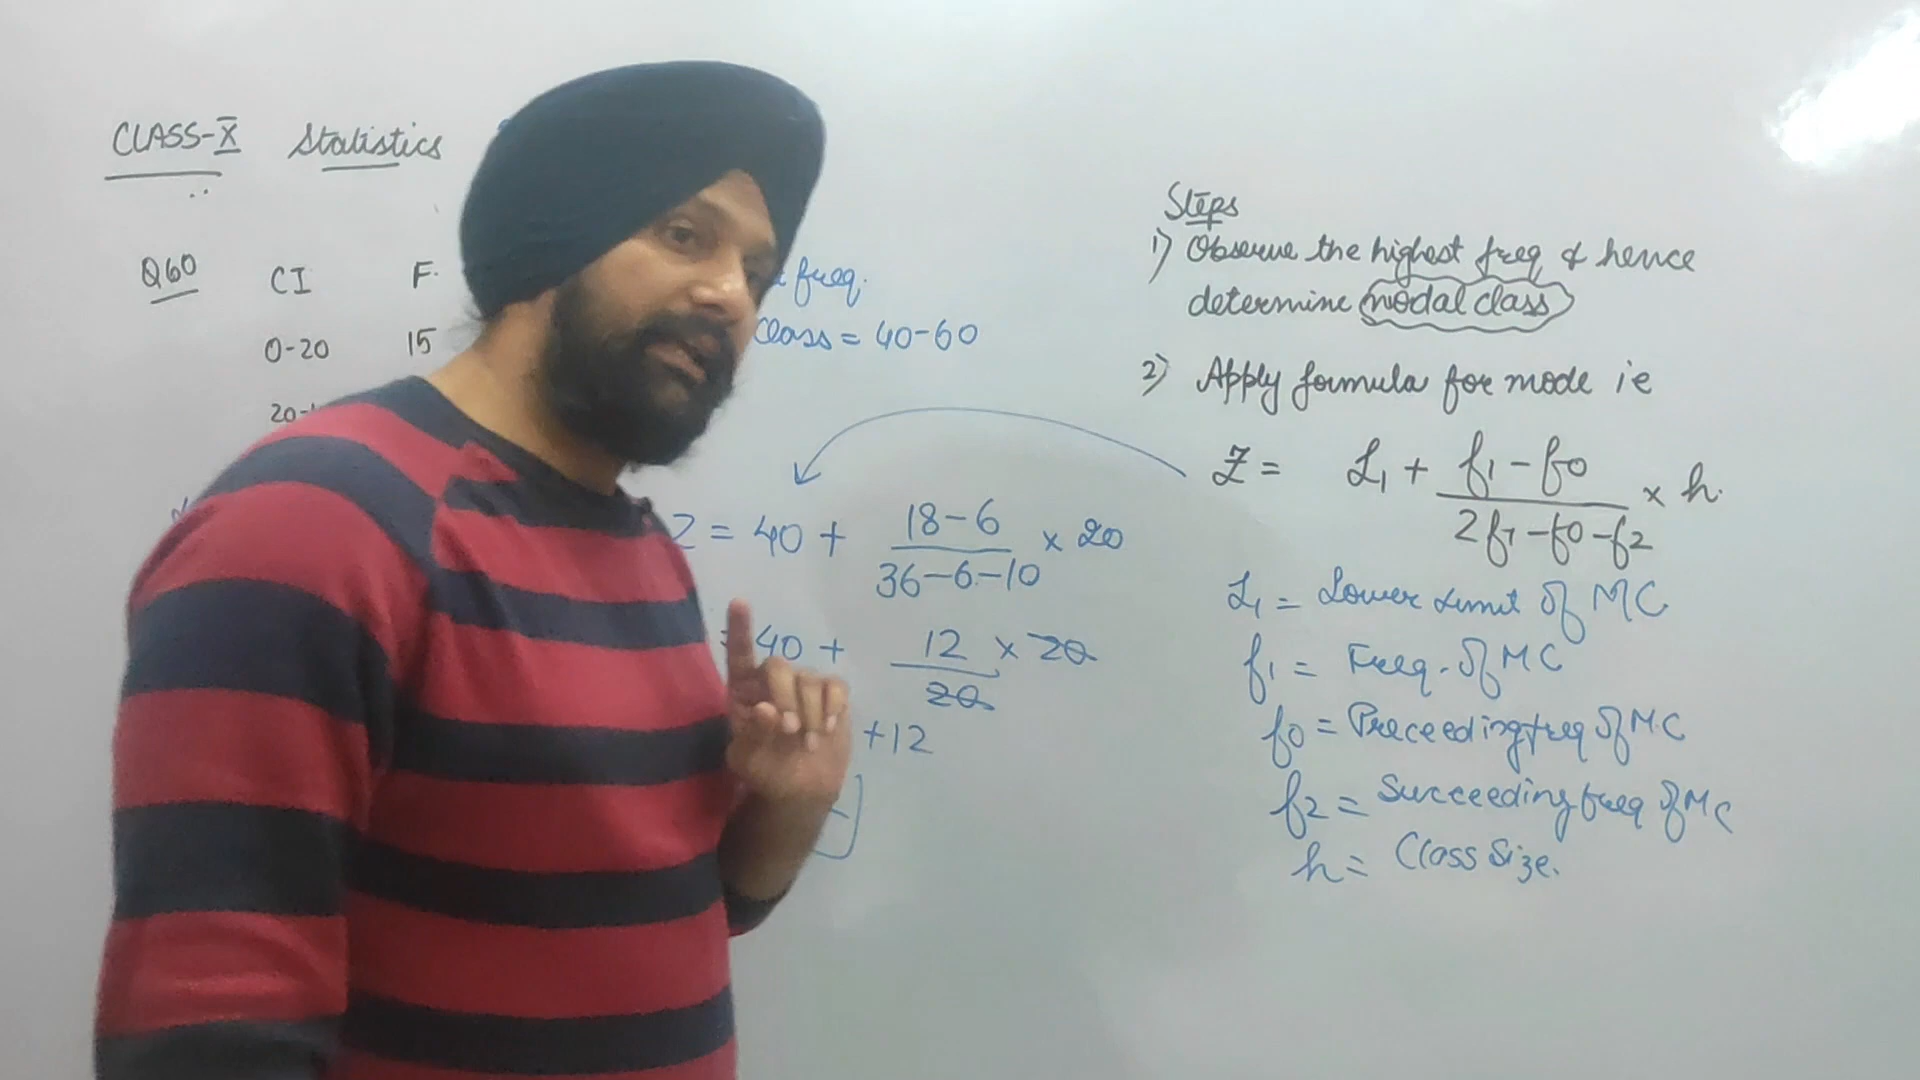 CLASS-X Statistics
Q60 CI F.
0-20 15
20-
freq.
Class = 40-60
Z = 40 + 18-6 / 36-6-10 × 20
= 40 + 12 / 20 × 20
+12
Steps
1) Observe the highest freq & hence
determine modal class
2) Apply formula for mode ie
Z = L₁ + f1-f0 / 2f1-f0-f2 × h.
L₁ = Lower Limit Of MC
f1 = Freq. Of MC
f0 = Preceeding freq Of MC
f2 = Succeeding freq Of MC
h = Class Size.